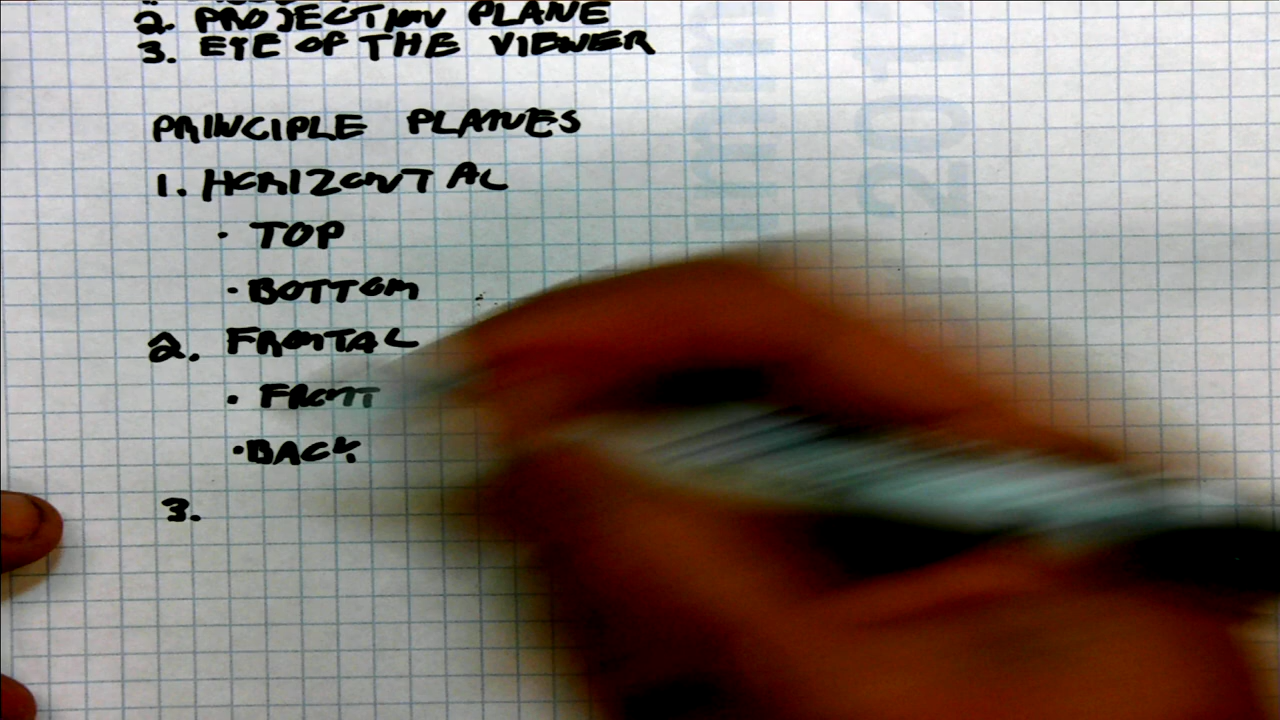 2. PROJECTION PLANE
3. EYE OF THE VIEWER
PRINCIPLE PLANES
1. HORIZONTAL
· TOP
· BOTTOM
2. FRONTAL
· FRONT
· BACK
3.